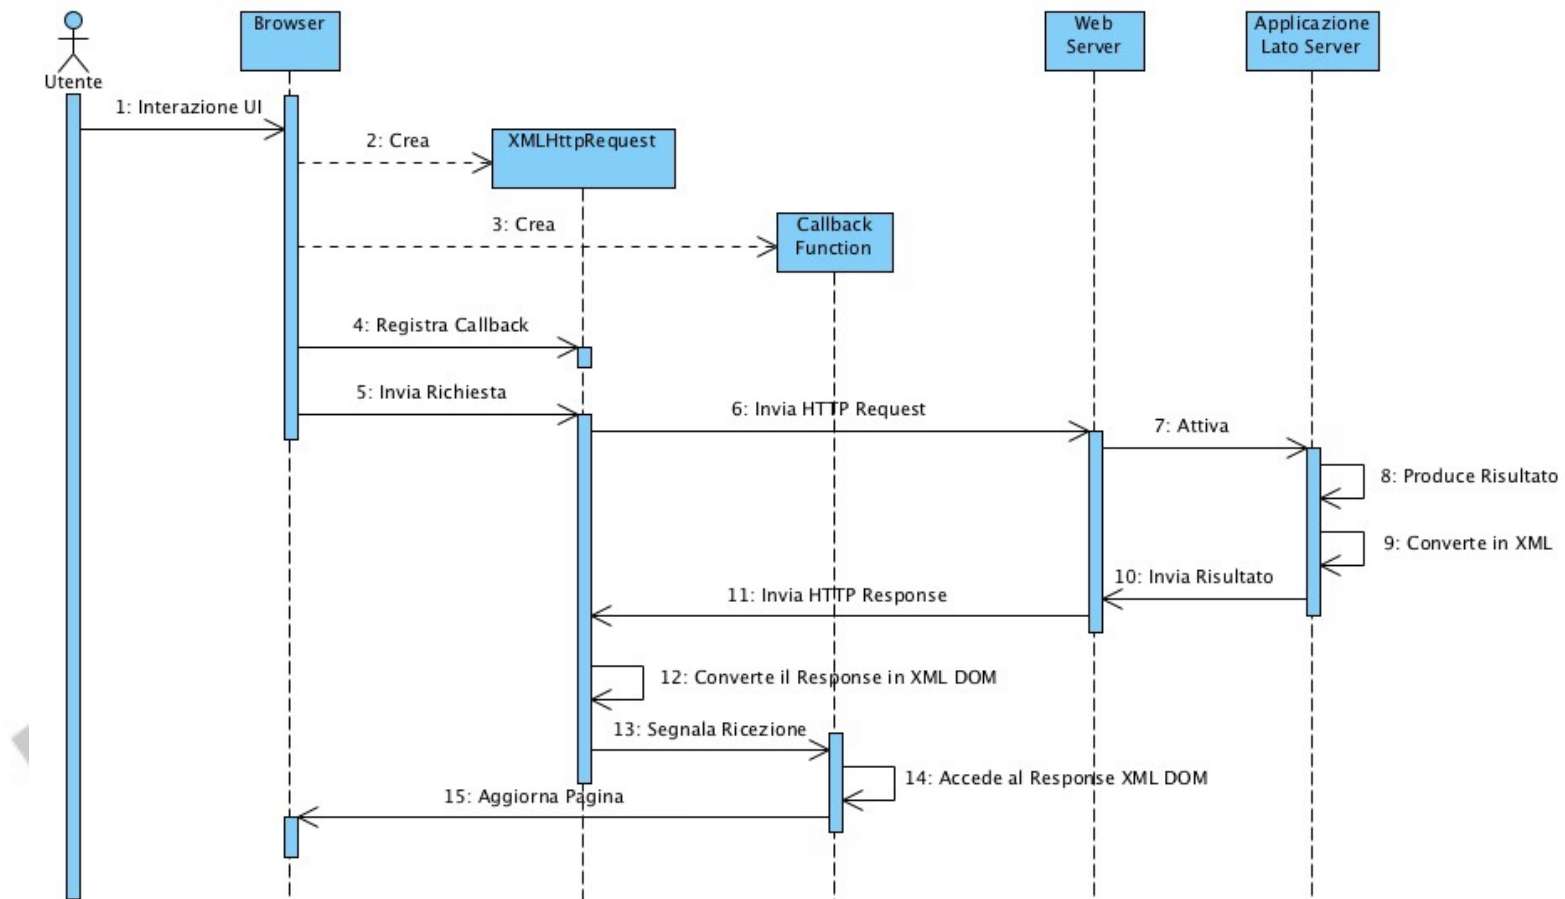 Utente
Browser
Web
Server
Applicazione
Lato Server
1: Interazione UI
2: Crea
XMLHttpRequest
3: Crea
Callback
Function
4: Registra Callback
5: Invia Richiesta
6: Invia HTTP Request
7: Attiva
8: Produce Risultato
9: Converte in XML
10: Invia Risultato
11: Invia HTTP Response
12: Converte il Response in XML DOM
13: Segnala Ricezione
14: Accede al Response XML DOM
15: Aggiorna Pagina